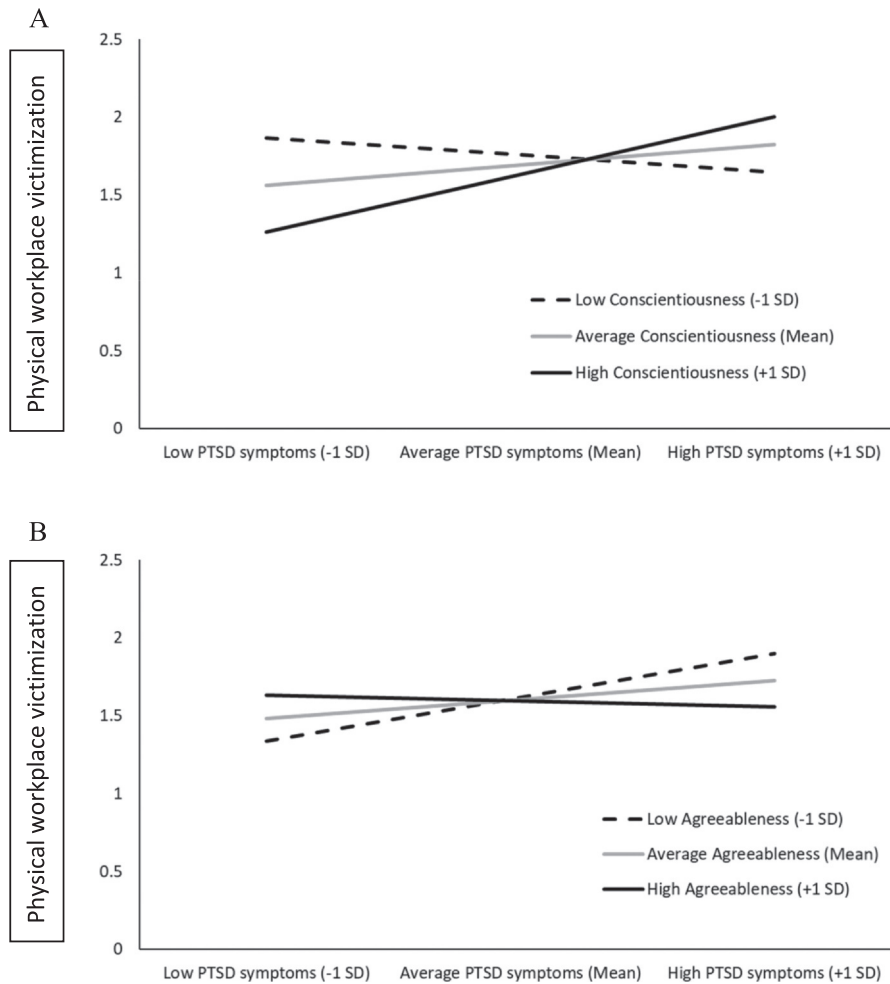 A
Physical workplace victimization
2.5
2
1.5
1
0.5
0
Low Conscientiousness (-1 SD)
Average Conscientiousness (Mean)
High Conscientiousness (+1 SD)
Low PTSD symptoms (-1 SD) Average PTSD symptoms (Mean) High PTSD symptoms (+1 SD)
B
Physical workplace victimization
2.5
2
1.5
1
0.5
0
Low Agreeableness (-1 SD)
Average Agreeableness (Mean)
High Agreeableness (+1 SD)
Low PTSD symptoms (-1 SD) Average PTSD symptoms (Mean) High PTSD symptoms (+1 SD)